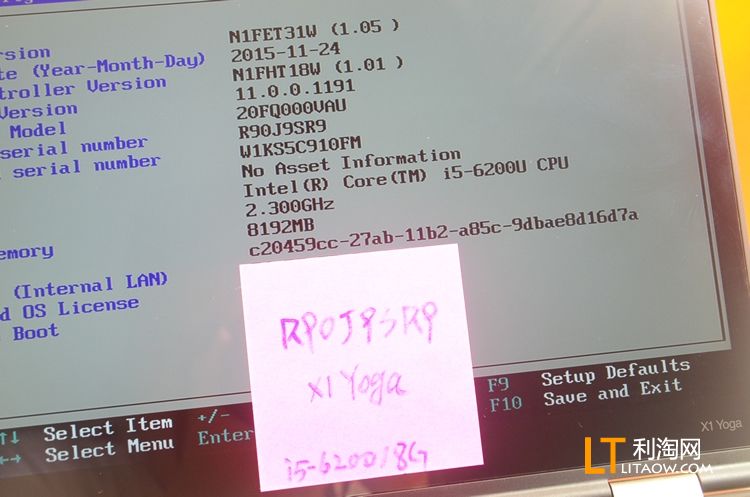 rsion N1FET31W (1.05 )
te (Year-Month-Day) 2015-11-24
troller Version N1FHT18W (1.01 )
Version 11.0.0.1191
Model 20FQ000VAU
serial number R90J9SR9
serial number W1KS5C910FM
No Asset Information
Intel(R) Core(TM) i5-6200U CPU
2.300GHz
emory 8192MB
c20459cc-27ab-11b2-a85c-9dbae8d16d7a
(Internal LAN)
d OS License
Boot
R90J9SR9
X1 Yoga
i5-6200/8G
↑↓ Select Item +/- F9 Setup Defaults
←→ Select Menu Enter F10 Save and Exit
X1 Yoga
LT 利淘网
LITAOW.COM